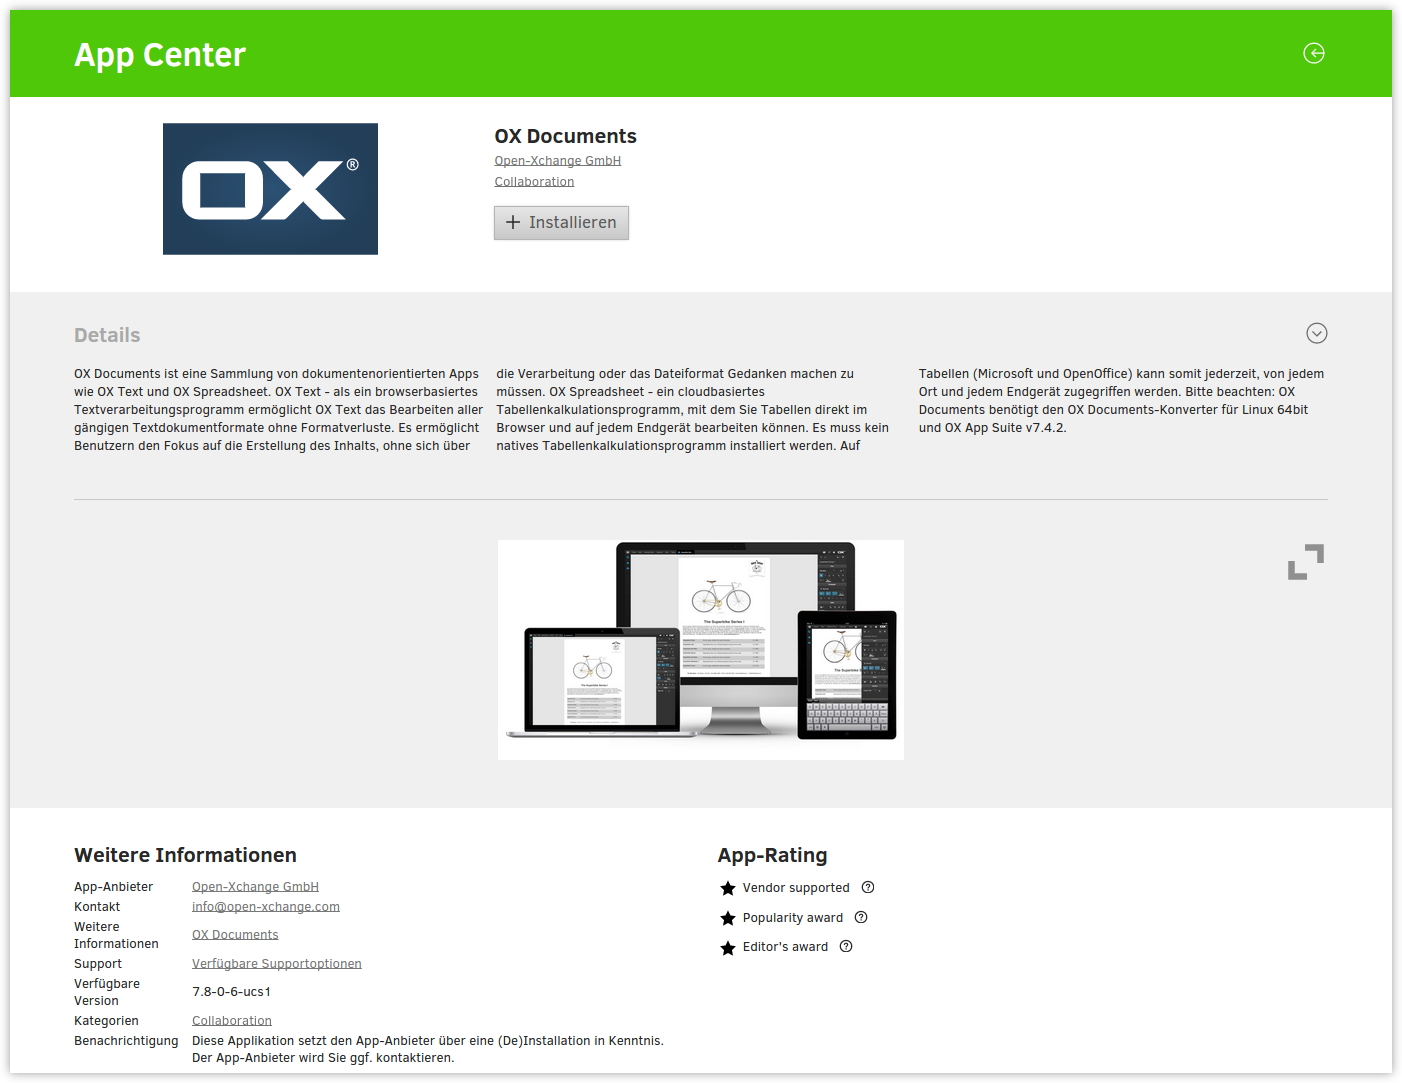 App Center
OX®
OX Documents
Open-Xchange GmbH
Collaboration
Installieren
Details
OX Documents ist eine Sammlung von dokumentenorientierten Apps
wie OX Text und OX Spreadsheet. OX Text - als ein browserbasiertes
Textverarbeitungsprogramm ermöglicht OX Text das Bearbeiten aller
gängigen Textdokumentformate ohne Formatverluste. Es ermöglicht
Benutzern den Fokus auf die Erstellung des Inhalts, ohne sich über
die Verarbeitung oder das Dateiformat Gedanken machen zu
müssen. OX Spreadsheet - ein cloudbasiertes
Tabellenkalkulationsprogramm, mit dem Sie Tabellen direkt im
Browser und auf jedem Endgerät bearbeiten können. Es muss kein
natives Tabellenkalkulationsprogramm installiert werden. Auf
Tabellen (Microsoft und OpenOffice) kann somit jederzeit, von jedem
Ort und jedem Endgerät zugegriffen werden. Bitte beachten: OX
Documents benötigt den OX Documents-Konverter für Linux 64bit
und OX App Suite v7.4.2.
The Superbike Series I
The Superbike Series I
Weitere Informationen
App-Anbieter Open-Xchange GmbH
Kontakt info@open-xchange.com
Weitere
Informationen OX Documents
Support Verfügbare Supportoptionen
Verfügbare
Version 7.8-0-6-ucs1
Kategorien Collaboration
Benachrichtigung Diese Applikation setzt den App-Anbieter über eine (De)Installation in Kenntnis.
Der App-Anbieter wird Sie ggf. kontaktieren.
App-Rating
Vendor supported
Popularity award
Editor's award